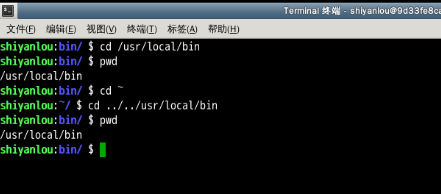 Terminal 终端 - shiyanlou@9d33fe8c
文件(F) 编辑(E) 视图(V) 终端(T) 标签(A) 帮助(H)
shiyanlou:bin/ $ cd /usr/local/bin
shiyanlou:bin/ $ pwd
/usr/local/bin
shiyanlou:bin/ $ cd ~
shiyanlou:~/ $ cd ../../usr/local/bin
shiyanlou:bin/ $ pwd
/usr/local/bin
shiyanlou:bin/ $